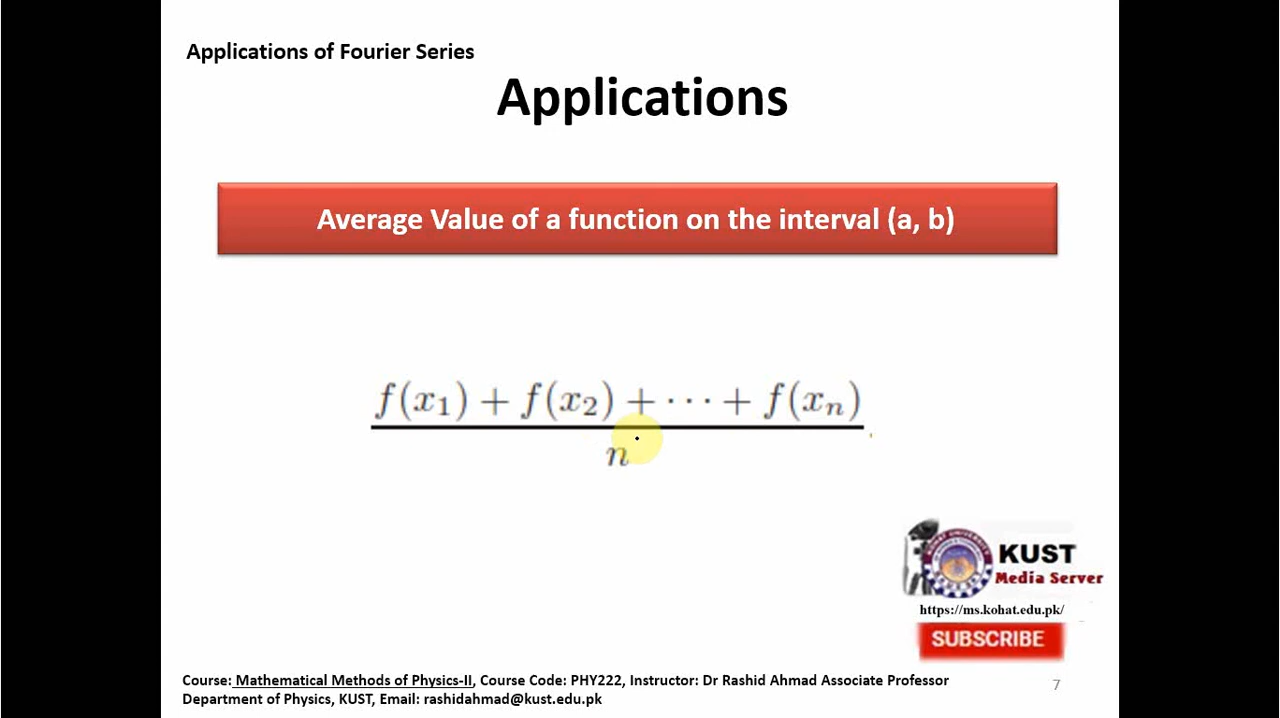 Applications of Fourier Series
Applications
Average Value of a function on the interval (a, b)
f(x₁) + f(x₂) + · · · + f(xₙ)
n
KUST
Media Server
https://ms.kohat.edu.pk/
SUBSCRIBE
Course: Mathematical Methods of Physics-II, Course Code: PHY222, Instructor: Dr Rashid Ahmad Associate Professor
Department of Physics, KUST, Email: rashidahmad@kust.edu.pk
7